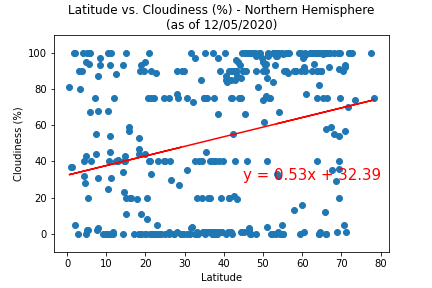 Latitude vs. Cloudiness (%) - Northern Hemisphere
(as of 12/05/2020)
100
80
60
40
20
0
Cloudiness (%)
y = 0.53x + 32.39
0 10 20 30 40 50 60 70 80
Latitude